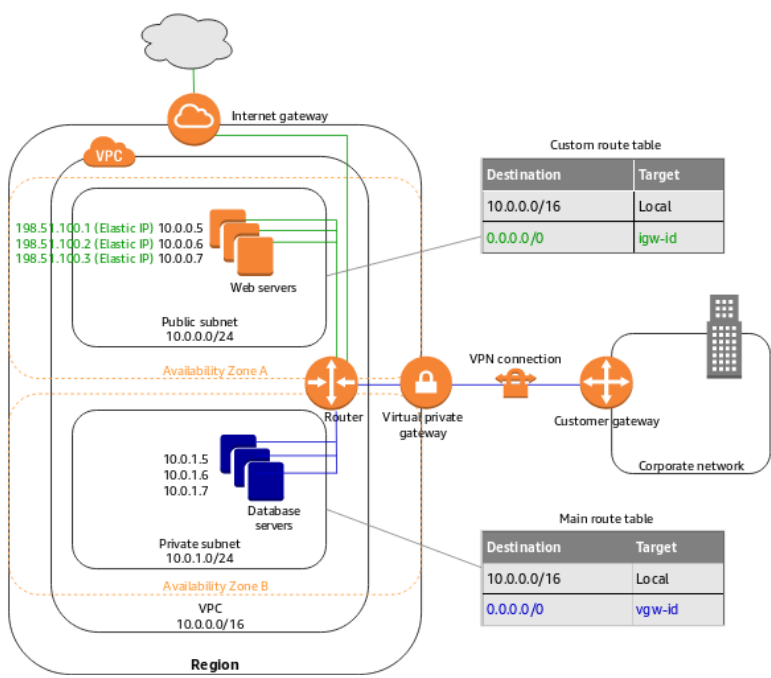 Internet gateway
VPC
Custom route table
Destination Target
10.0.0.0/16 Local
0.0.0.0/0 igw-id
198.51.100.1 (Elastic IP) 10.0.0.5
198.51.100.2 (Elastic IP) 10.0.0.6
198.51.100.3 (Elastic IP) 10.0.0.7
Web servers
Public subnet
10.0.0.0/24
Availability Zone A
Router
Virtual private
gateway
VPN connection
Customer gateway
Corporate network
10.0.1.5
10.0.1.6
10.0.1.7
Database
servers
Private subnet
10.0.1.0/24
Availability Zone B
VPC
10.0.0.0/16
Region
Main route table
Destination Target
10.0.0.0/16 Local
0.0.0.0/0 vgw-id